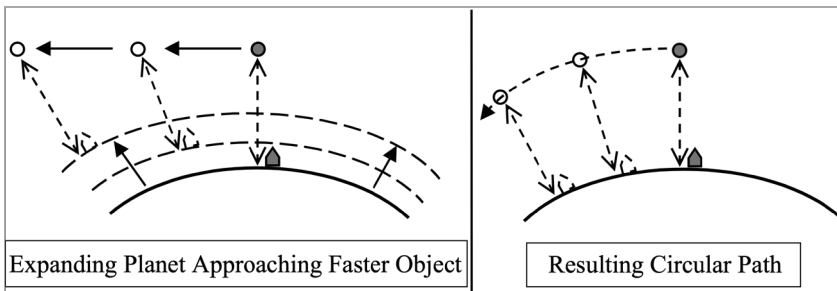 Expanding Planet Approaching Faster Object
Resulting Circular Path